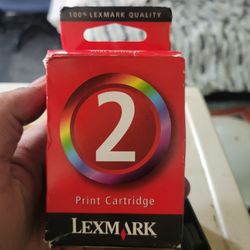 100% LEXMARK QUALITY
2
Print Cartridge
LEXMARK